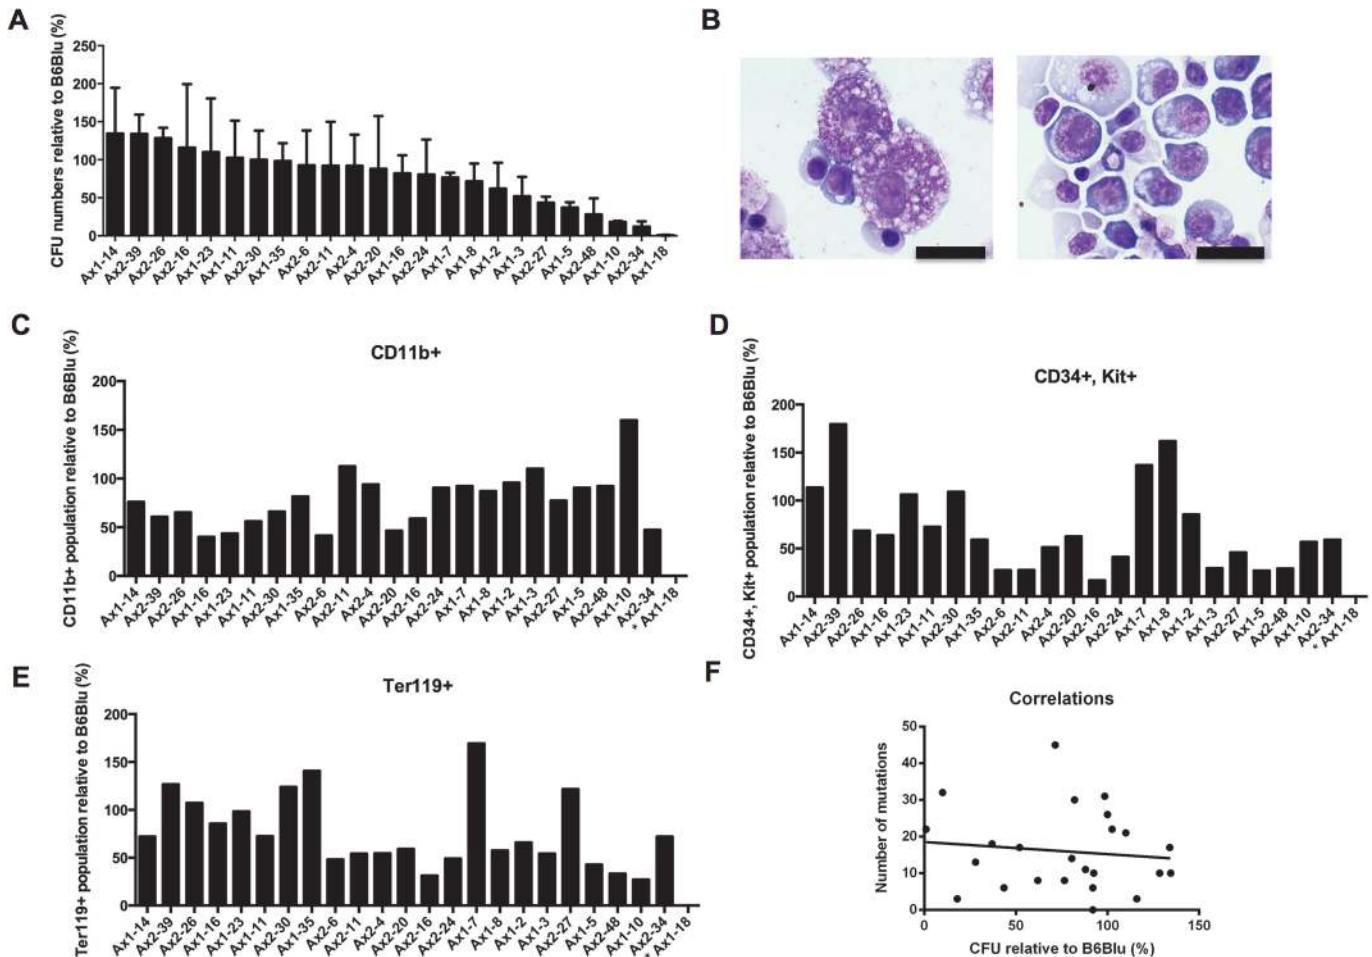 A
CFU numbers relative to B6Blu (%)
250
200
150
100
50
0
Ax1-14
Ax2-39
Ax2-26
Ax2-16
Ax1-23
Ax1-11
Ax2-30
Ax1-35
Ax2-6
Ax2-11
Ax2-4
Ax2-20
Ax1-16
Ax2-24
Ax1-7
Ax1-8
Ax1-2
Ax1-3
Ax2-27
Ax1-5
Ax2-48
Ax1-10
Ax2-34
Ax1-18
B
C
CD11b+
CD11b+ population relative to B6Blu (%)
200
150
100
50
0
Ax1-14
Ax2-39
Ax2-26
Ax1-16
Ax1-23
Ax1-11
Ax2-30
Ax1-35
Ax2-6
Ax2-11
Ax2-4
Ax2-20
Ax2-16
Ax2-24
Ax1-7
Ax1-8
Ax1-2
Ax1-3
Ax2-27
Ax1-5
Ax2-48
Ax1-10
Ax2-34
* Ax1-18
D
CD34+, Kit+
CD34+, Kit+ population relative to B6Blu (%)
200
150
100
50
0
Ax1-14
Ax2-39
Ax2-26
Ax1-16
Ax1-23
Ax1-11
Ax2-30
Ax1-35
Ax2-6
Ax2-11
Ax2-4
Ax2-20
Ax2-16
Ax2-24
Ax1-7
Ax1-8
Ax1-2
Ax1-3
Ax2-27
Ax1-5
Ax2-48
Ax1-10
Ax2-34
* Ax1-18
E
Ter119+
Ter119+ population relative to B6Blu (%)
200
150
100
50
0
Ax1-14
Ax2-39
Ax2-26
Ax1-16
Ax1-23
Ax1-11
Ax2-30
Ax1-35
Ax2-6
Ax2-11
Ax2-4
Ax2-20
Ax2-16
Ax2-24
Ax1-7
Ax1-8
Ax1-2
Ax1-3
Ax2-27
Ax1-5
Ax2-48
Ax1-10
Ax2-34
* Ax1-18
F
Correlations
Number of mutations
50
40
30
20
10
0
0
50
100
150
CFU relative to B6Blu (%)